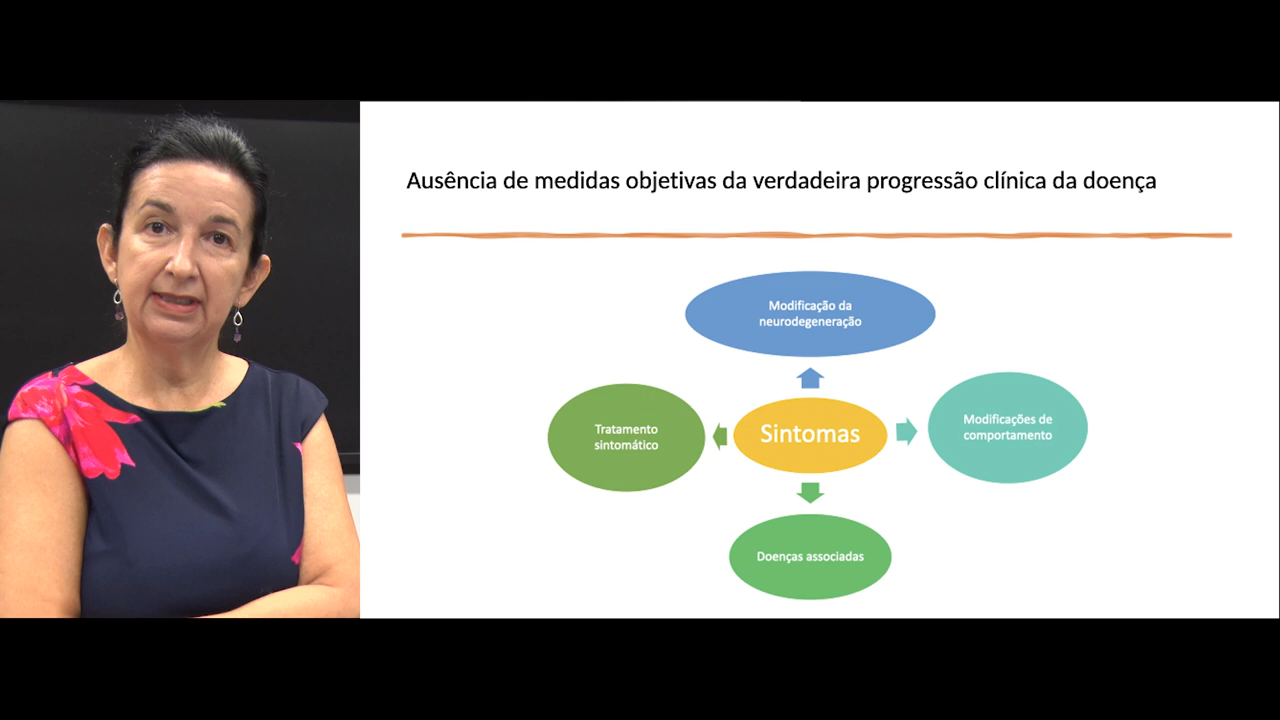 Ausência de medidas objetivas da verdadeira progressão clínica da doença
Modificação da
neurodegeneração
Tratamento
sintomático
Sintomas
Modificações de
comportamento
Doenças associadas